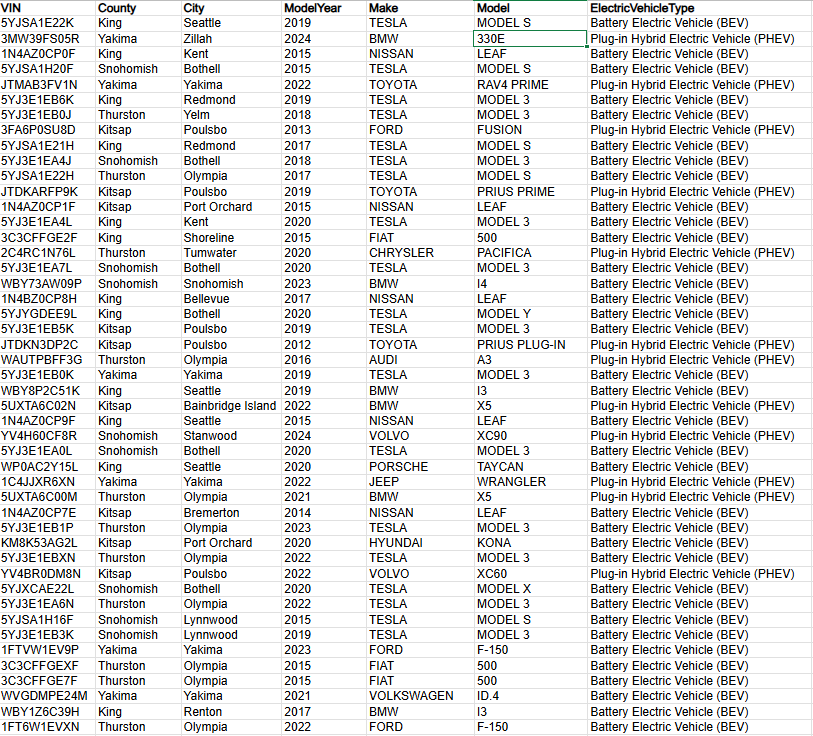 VIN County City ModelYear Make Model ElectricVehicleType
5YJSA1E22K King Seattle 2019 TESLA MODEL S Battery Electric Vehicle (BEV)
3MW39FS05R Yakima Zillah 2024 BMW 330E Plug-in Hybrid Electric Vehicle (PHEV)
1N4AZ0CP0F King Kent 2015 NISSAN LEAF Battery Electric Vehicle (BEV)
5YJSA1H20F Snohomish Bothell 2015 TESLA MODEL S Battery Electric Vehicle (BEV)
JTMAB3FV1N Yakima Yakima 2022 TOYOTA RAV4 PRIME Plug-in Hybrid Electric Vehicle (PHEV)
5YJ3E1EB6K King Redmond 2019 TESLA MODEL 3 Battery Electric Vehicle (BEV)
5YJ3E1EB0J Thurston Yelm 2018 TESLA MODEL 3 Battery Electric Vehicle (BEV)
3FA6P0SU8D Kitsap Poulsbo 2013 FORD FUSION Plug-in Hybrid Electric Vehicle (PHEV)
5YJSA1E21H King Redmond 2017 TESLA MODEL S Battery Electric Vehicle (BEV)
5YJ3E1EA4J Snohomish Bothell 2018 TESLA MODEL 3 Battery Electric Vehicle (BEV)
5YJSA1E22H Thurston Olympia 2017 TESLA MODEL S Battery Electric Vehicle (BEV)
JTDKARFP9K Kitsap Poulsbo 2019 TOYOTA PRIUS PRIME Plug-in Hybrid Electric Vehicle (PHEV)
1N4AZ0CP1F Kitsap Port Orchard 2015 NISSAN LEAF Battery Electric Vehicle (BEV)
5YJ3E1EA4L King Kent 2020 TESLA MODEL 3 Battery Electric Vehicle (BEV)
3C3CFFGE2F King Shoreline 2015 FIAT 500 Battery Electric Vehicle (BEV)
2C4RC1N76L Thurston Tumwater 2020 CHRYSLER PACIFICA Plug-in Hybrid Electric Vehicle (PHEV)
5YJ3E1EA7L Snohomish Bothell 2020 TESLA MODEL 3 Battery Electric Vehicle (BEV)
WBY73AW09P Snohomish Snohomish 2023 BMW I4 Battery Electric Vehicle (BEV)
1N4BZ0CP8H King Bellevue 2017 NISSAN LEAF Battery Electric Vehicle (BEV)
5YJYGDEE9L King Bothell 2020 TESLA MODEL Y Battery Electric Vehicle (BEV)
5YJ3E1EB5K Kitsap Poulsbo 2019 TESLA MODEL 3 Battery Electric Vehicle (BEV)
JTDKN3DP2C Kitsap Poulsbo 2012 TOYOTA PRIUS PLUG-IN Plug-in Hybrid Electric Vehicle (PHEV)
WAUTPBFF3G Thurston Olympia 2016 AUDI A3 Plug-in Hybrid Electric Vehicle (PHEV)
5YJ3E1EB0K Yakima Yakima 2019 TESLA MODEL 3 Battery Electric Vehicle (BEV)
WBY8P2C51K King Seattle 2019 BMW I3 Battery Electric Vehicle (BEV)
5UXTA6C02N Kitsap Bainbridge Island 2022 BMW X5 Plug-in Hybrid Electric Vehicle (PHEV)
1N4AZ0CP9F King Seattle 2015 NISSAN LEAF Battery Electric Vehicle (BEV)
YV4H60CF8R Snohomish Stanwood 2024 VOLVO XC90 Plug-in Hybrid Electric Vehicle (PHEV)
5YJ3E1EA0L Snohomish Bothell 2020 TESLA MODEL 3 Battery Electric Vehicle (BEV)
WP0AC2Y15L King Seattle 2020 PORSCHE TAYCAN Battery Electric Vehicle (BEV)
1C4JJXR6XN Yakima Yakima 2022 JEEP WRANGLER Plug-in Hybrid Electric Vehicle (PHEV)
5UXTA6C00M Thurston Olympia 2021 BMW X5 Plug-in Hybrid Electric Vehicle (PHEV)
1N4AZ0CP7E Kitsap Bremerton 2014 NISSAN LEAF Battery Electric Vehicle (BEV)
5YJ3E1EB1P Thurston Olympia 2023 TESLA MODEL 3 Battery Electric Vehicle (BEV)
KM8K53AG2L Kitsap Port Orchard 2020 HYUNDAI KONA Battery Electric Vehicle (BEV)
5YJ3E1EBXN Thurston Olympia 2022 TESLA MODEL 3 Battery Electric Vehicle (BEV)
YV4BR0DM8N Kitsap Poulsbo 2022 VOLVO XC60 Plug-in Hybrid Electric Vehicle (PHEV)
5YJXCAE22L Snohomish Bothell 2020 TESLA MODEL X Battery Electric Vehicle (BEV)
5YJ3E1EA6N Thurston Olympia 2022 TESLA MODEL 3 Battery Electric Vehicle (BEV)
5YJSA1H16F Snohomish Lynnwood 2015 TESLA MODEL S Battery Electric Vehicle (BEV)
5YJ3E1EB3K Snohomish Lynnwood 2019 TESLA MODEL 3 Battery Electric Vehicle (BEV)
1FTVW1EV9P Yakima Yakima 2023 FORD F-150 Battery Electric Vehicle (BEV)
3C3CFFGEXF Thurston Olympia 2015 FIAT 500 Battery Electric Vehicle (BEV)
3C3CFFGE7F Thurston Olympia 2015 FIAT 500 Battery Electric Vehicle (BEV)
WVGDMPE24M Yakima Yakima 2021 VOLKSWAGEN ID.4 Battery Electric Vehicle (BEV)
WBY1Z6C39H King Renton 2017 BMW I3 Battery Electric Vehicle (BEV)
1FT6W1EVXN Thurston Olympia 2022 FORD F-150 Battery Electric Vehicle (BEV)